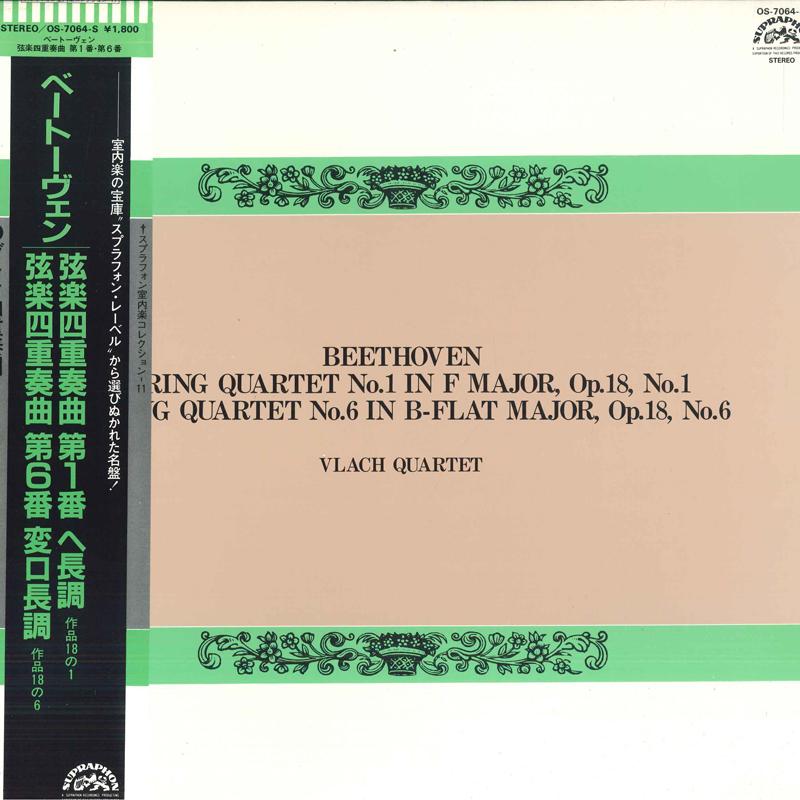 STEREO/OS-7064-S ¥1,800
ベートーヴェン
弦楽四重奏曲 第1番・第6番
ベートーヴェン
弦楽四重奏曲 第1番 ヘ長調 作品18の1
弦楽四重奏曲 第6番 変ロ長調 作品18の6
室内楽の宝庫"スプラフォン・レーベル"から選びぬかれた名盤!
†スプラフォン室内楽コレクション-11
SUPRAPHON
OS-7064-
SUPRAPHON
STEREO
BEETHOVEN
RING QUARTET No.1 IN F MAJOR, Op.18, No.1
NG QUARTET No.6 IN B-FLAT MAJOR, Op.18, No.6
VLACH QUARTET